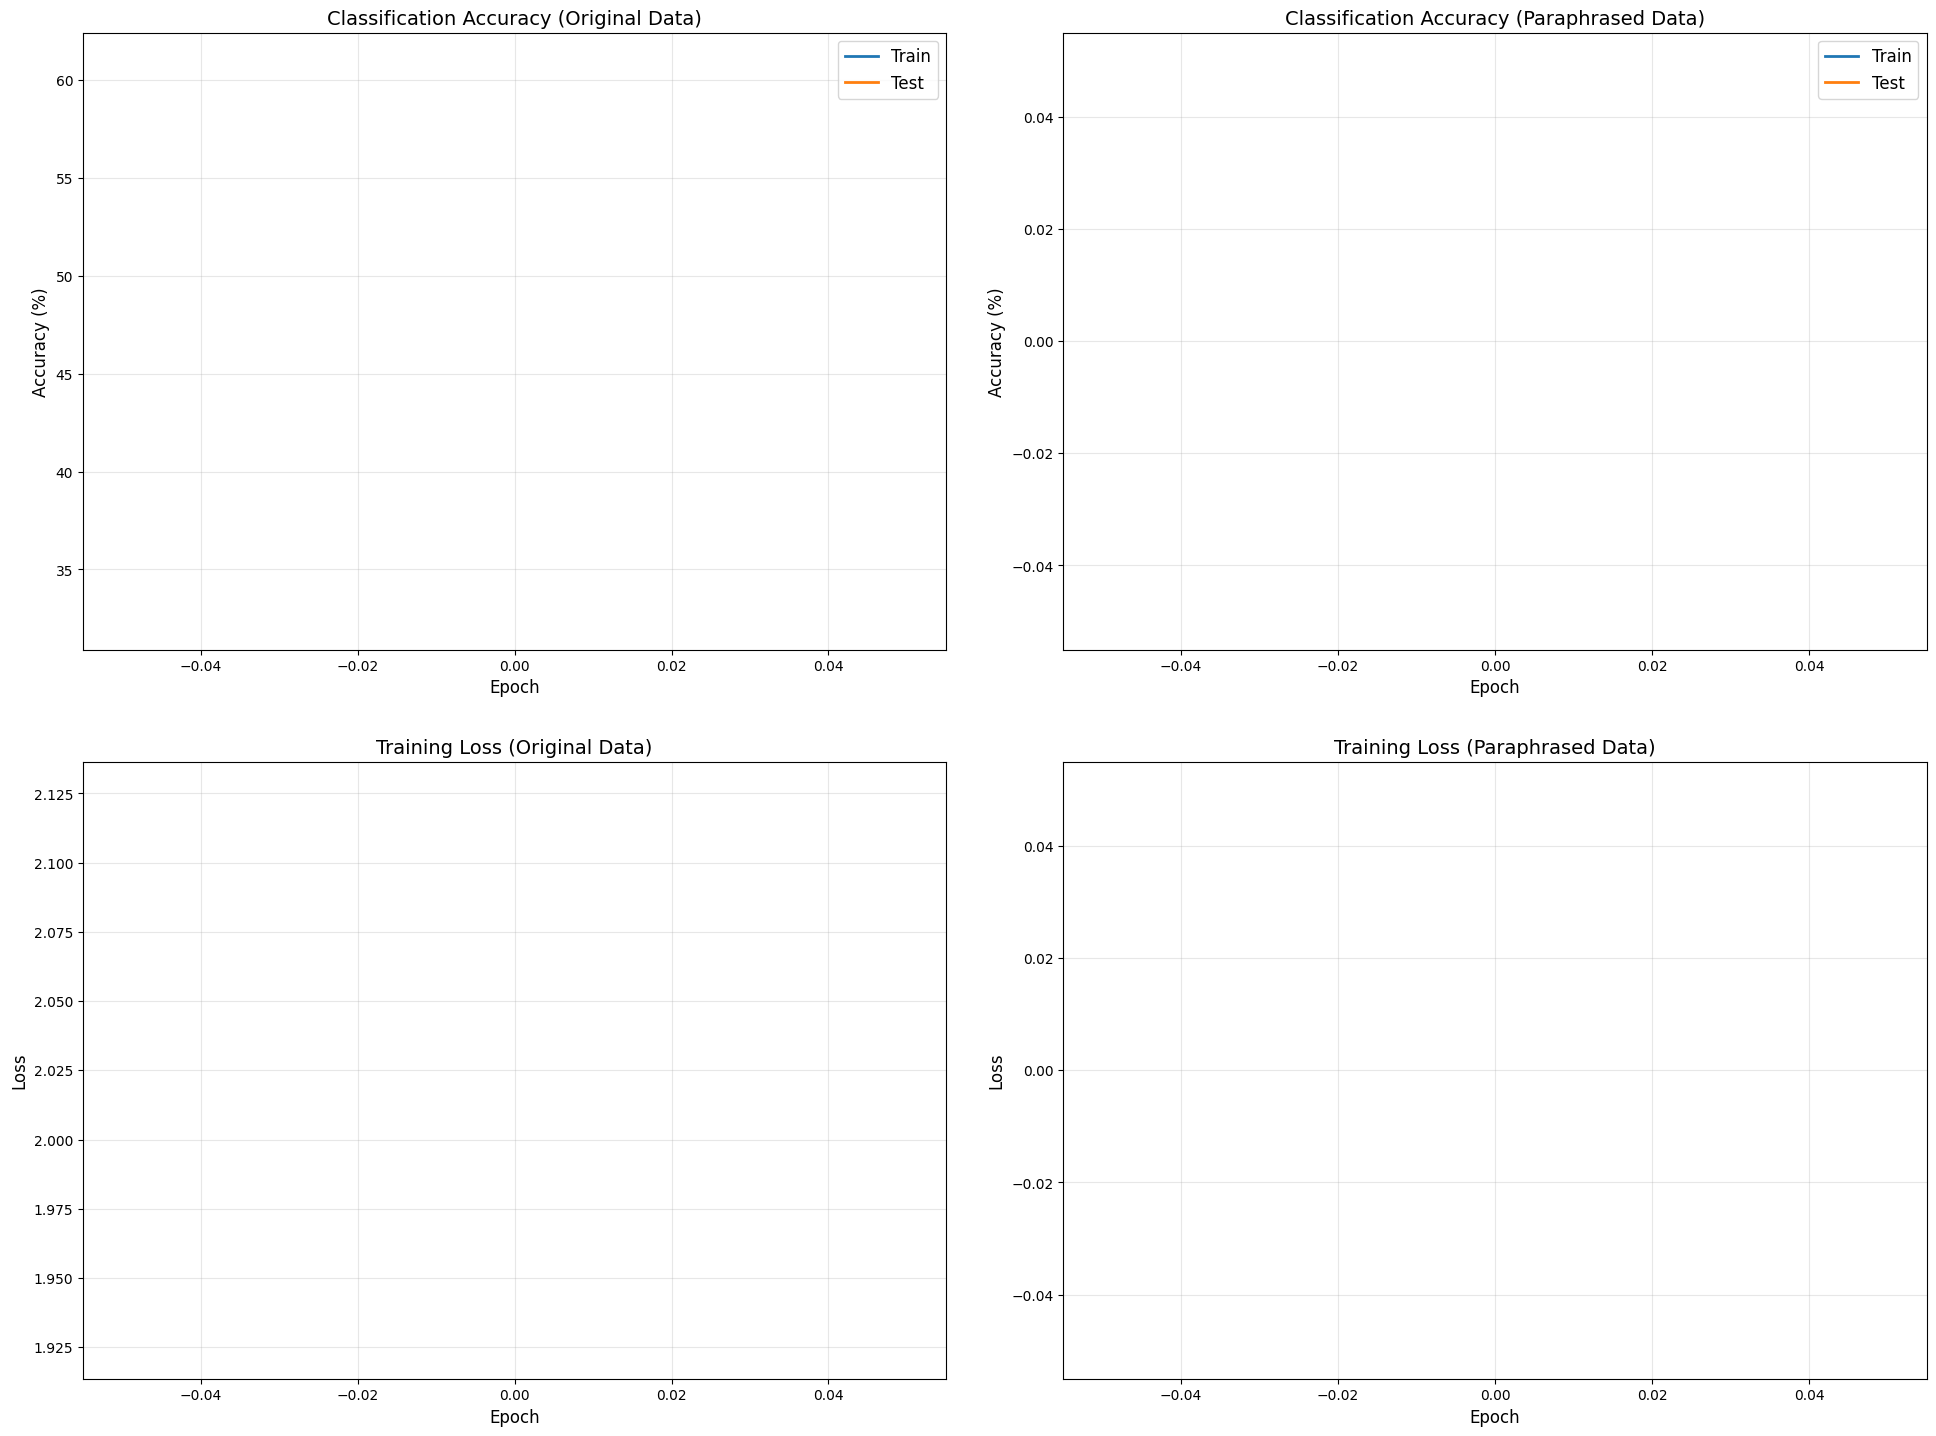 Classification Accuracy (Original Data)
Train
Test
60
55
50
45
40
35
Accuracy (%)
−0.04 −0.02 0.00 0.02 0.04
Epoch
Classification Accuracy (Paraphrased Data)
Train
Test
0.04
0.02
0.00
−0.02
−0.04
Accuracy (%)
−0.04 −0.02 0.00 0.02 0.04
Epoch
Training Loss (Original Data)
2.125
2.100
2.075
2.050
2.025
2.000
1.975
1.950
1.925
Loss
−0.04 −0.02 0.00 0.02 0.04
Epoch
Training Loss (Paraphrased Data)
0.04
0.02
0.00
−0.02
−0.04
Loss
−0.04 −0.02 0.00 0.02 0.04
Epoch